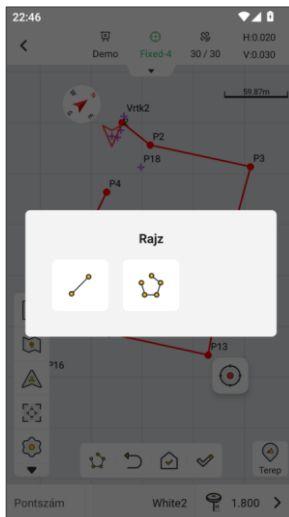 22:46
Demo
Fixed-4
30 / 30
H:0.020
V:0.030
59.87m
Vrtk2
P2
P18
P3
P4
Rajz
P13
P16
Terep
Pontszám
White2
1.800